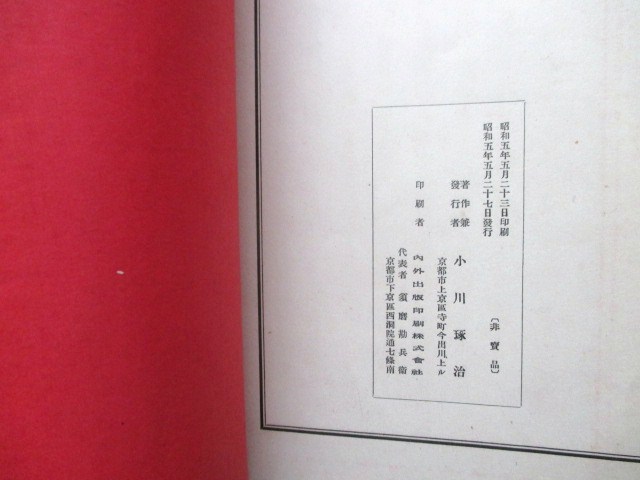 昭和五年五月二十三日印刷
昭和五年五月二十七日發行
〔非賣品〕
著作兼
發行者
小川琢治
京都市上京區寺町今出川上ル
印刷者
內外出版印刷株式會社
代表者 須磨勘兵衛
京都市下京區西洞院通七條南